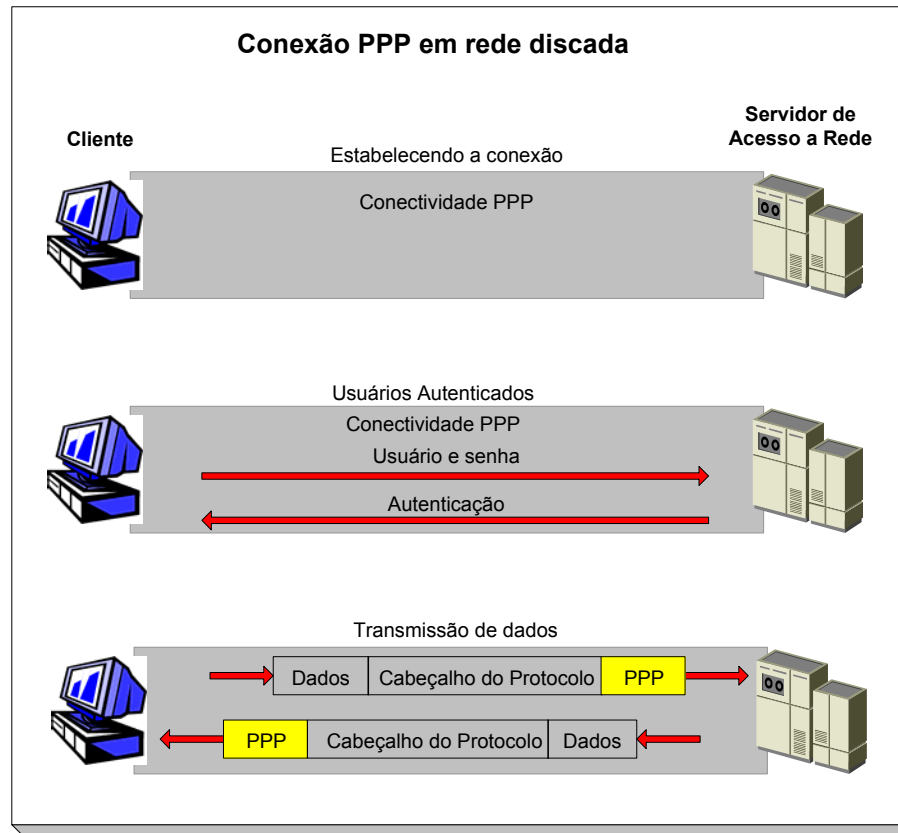 Conexão PPP em rede discada
Cliente
Servidor de
Acesso a Rede
Estabelecendo a conexão
Conectividade PPP
Usuários Autenticados
Conectividade PPP
Usuário e senha
Autenticação
Transmissão de dados
Dados
Cabeçalho do Protocolo
PPP
PPP
Cabeçalho do Protocolo
Dados